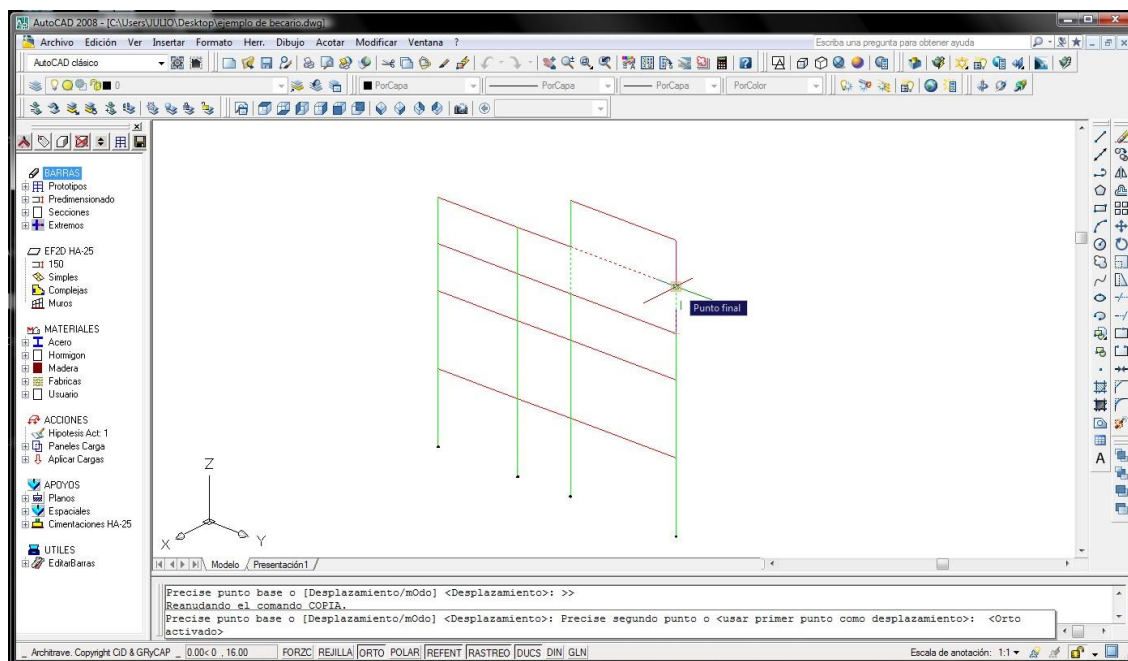 AutoCAD 2008 - [C:\Users\JULIO\Desktop\ejemplo de becario.dwg]
Archivo Edición Ver Insertar Formato Herr. Dibujo Acotar Modificar Ventana ?
Escriba una pregunta para obtener ayuda
AutoCAD clásico
0
PorCapa
PorCapa
PorCapa
PorColor
BARRAS
Prototipos
Predimensionado
Secciones
Extremos
EF2D HA-25
150
Simples
Complejas
Muros
MATERIALES
Acero
Hormigon
Madera
Fabricas
Usuario
ACCIONES
Hipotesis Act: 1
Paneles Carga
Aplicar Cargas
APOYOS
Planos
Espaciales
Cimentaciones HA-25
UTILES
EditarBarras
Punto final
Z
X
Y
Modelo
Presentación1
Precise punto base o [Desplazamiento/mOdo] <Desplazamiento>: >>
Reanudando el comando COPIA.
Precise punto base o [Desplazamiento/mOdo] <Desplazamiento>: Precise segundo punto o <usar primer punto como desplazamiento>: <Orto
activado>
Architrave. Copyright CiD & GRyCAP
0.00< 0 , 16.00
FORZC REJILLA ORTO POLAR REFENT RASTREO DUCS DIN GLN
Escala de anotación: 1:1